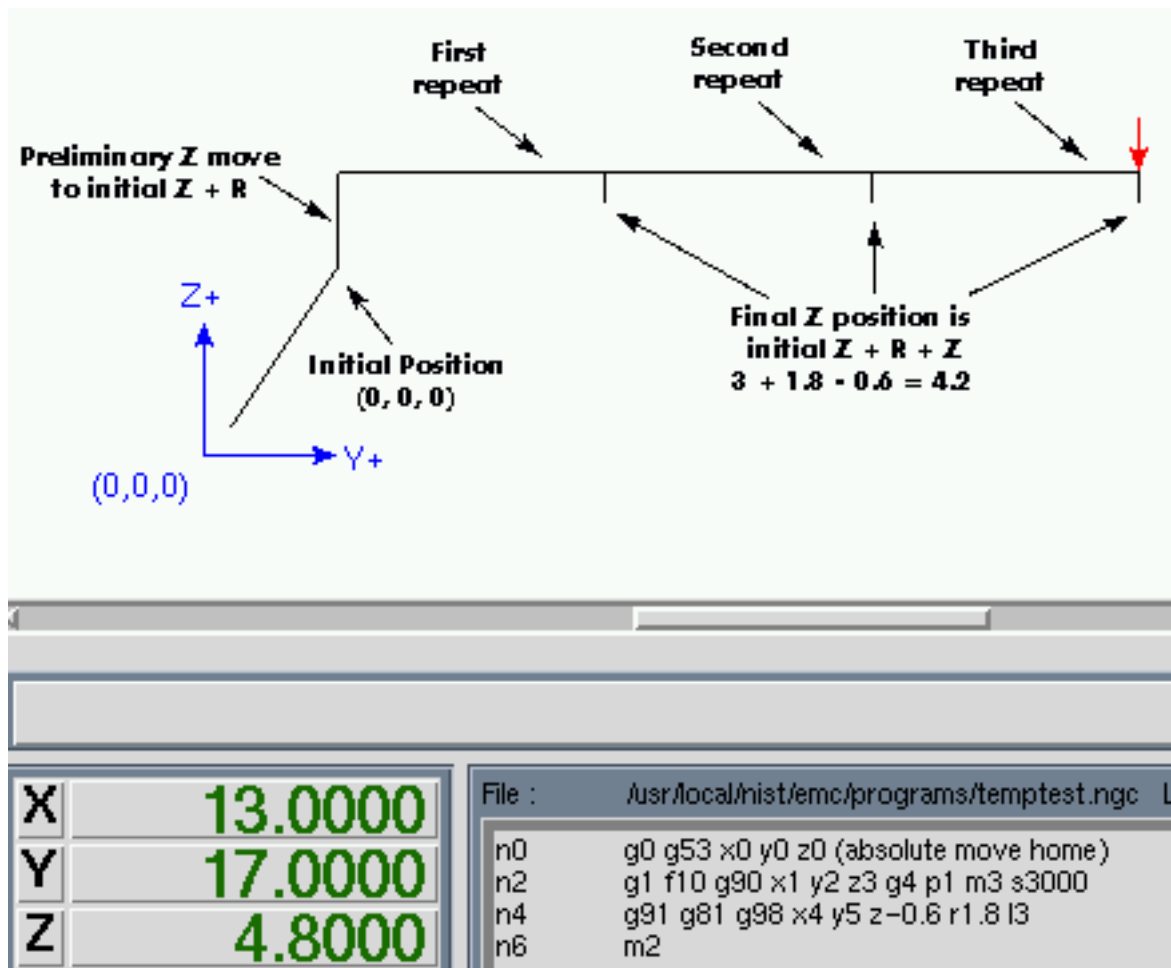 First
repeat
Second
repeat
Third
repeat
Preliminary Z move
to initial Z + R
Z+
Initial Position
(0, 0, 0)
Final Z position is
initial Z + R + Z
3 + 1.8 - 0.6 = 4.2
Y+
(0,0,0)
X 13.0000
Y 17.0000
Z 4.8000
File : /usr/local/nist/emc/programs/temptest.ngc L
n0 g0 g53 x0 y0 z0 (absolute move home)
n2 g1 f10 g90 x1 y2 z3 g4 p1 m3 s3000
n4 g91 g81 g98 x4 y5 z-0.6 r1.8 l3
n6 m2